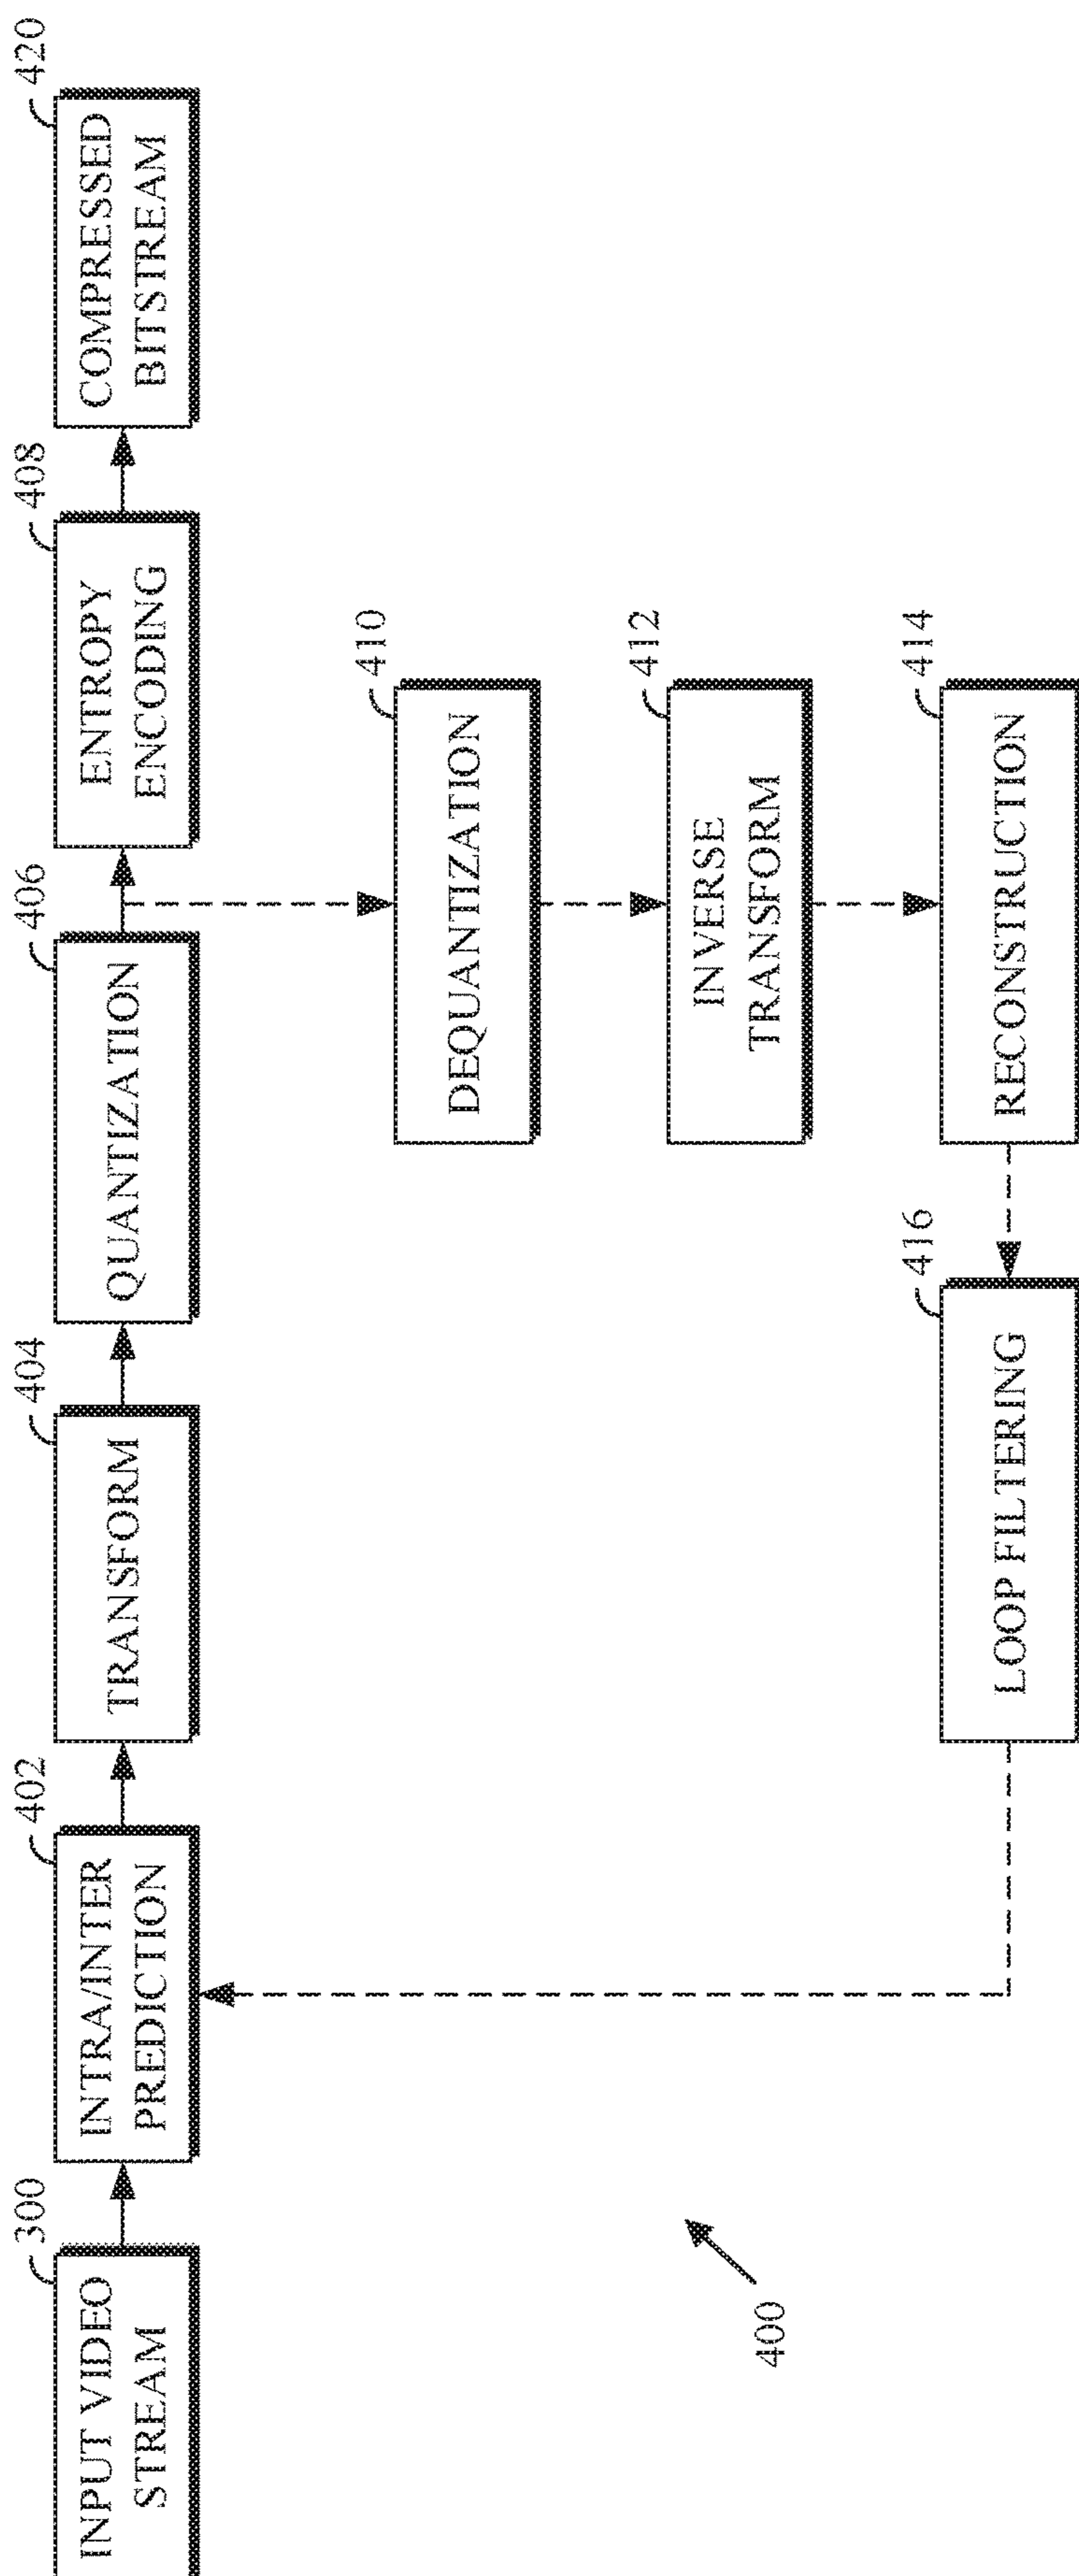 300
INPUT VIDEO
STREAM
402
INTRA/INTER
PREDICTION
404
TRANSFORM
406
QUANTIZATION
408
ENTROPY
ENCODING
420
COMPRESSED
BITSTREAM
410
DEQUANTIZATION
412
INVERSE
TRANSFORM
414
RECONSTRUCTION
416
LOOP FILTERING
400